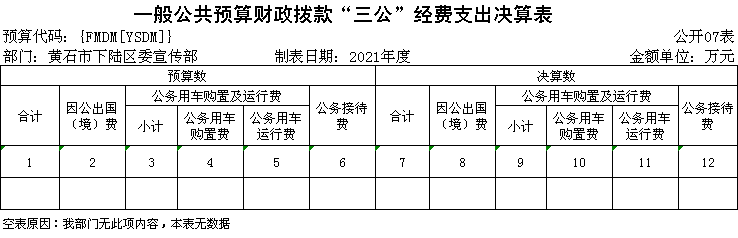 一般公共预算财政拨款“三公”经费支出决算表
预算代码：{FMDM[YSDM]} 公开07表
部门：黄石市下陆区委宣传部 制表日期：2021年度 金额单位：万元
预算数 决算数
合计 因公出国（境）费 公务用车购置及运行费 公务接待费 合计 因公出国（境）费 公务用车购置及运行费 公务接待费
小计 公务用车购置费 公务用车运行费 小计 公务用车购置费 公务用车运行费
1 2 3 4 5 6 7 8 9 10 11 12
空表原因：我部门无此项内容，本表无数据